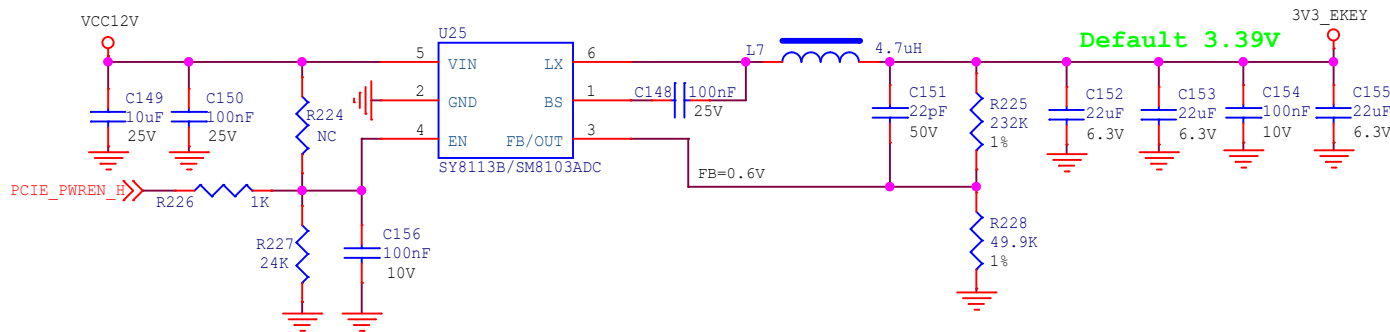 VCC12V
3V3_EKEY
U25
Default 3.39V
5
VIN
LX
6
L7
4.7uH
C149
10uF
25V
C150
100nF
25V
R224
NC
2
GND
BS
1
C148
100nF
25V
4
EN
FB/OUT
3
SY8113B/SM8103ADC
C151
22pF
50V
R225
232K
1%
C152
22uF
6.3V
C153
22uF
6.3V
C154
100nF
10V
C155
22uF
6.3V
FB=0.6V
PCIE_PWREN_H
R226
1K
R227
24K
C156
100nF
10V
R228
49.9K
1%